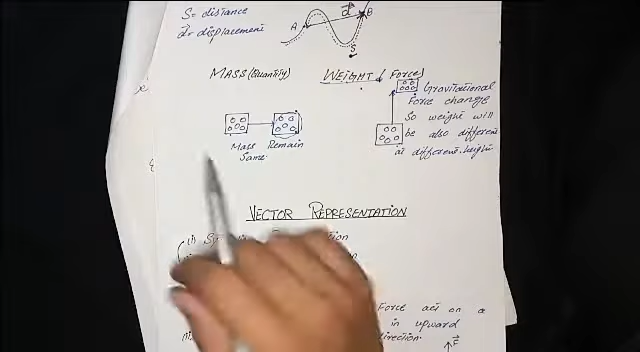 S = distance
d = displacement
A
d
B
S
MASS (Quantity)
WEIGHT (Force)
Mass Remain
Same.
Gravitational
Force change
So weight will
be also different
at different height
VECTOR REPRESENTATION
(i)
Force act on a
in upward
direction.
F